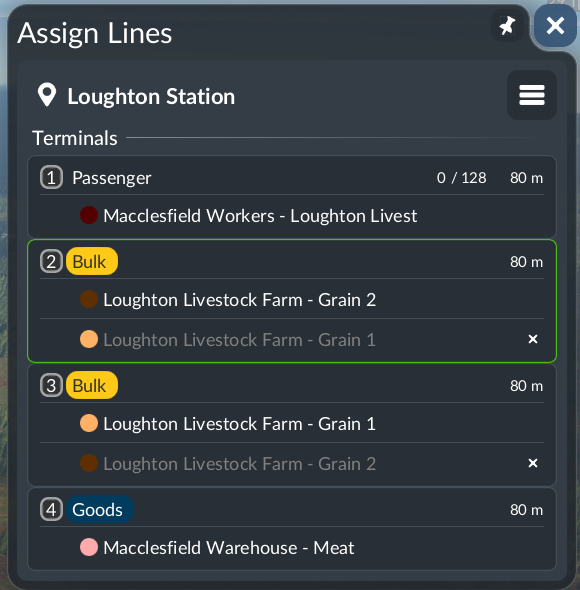 Assign Lines
Loughton Station
Terminals
1 Passenger 0 / 128 80 m
Macclesfield Workers - Loughton Livest
2 Bulk 80 m
Loughton Livestock Farm - Grain 2
Loughton Livestock Farm - Grain 1
3 Bulk 80 m
Loughton Livestock Farm - Grain 1
Loughton Livestock Farm - Grain 2
4 Goods 80 m
Macclesfield Warehouse - Meat